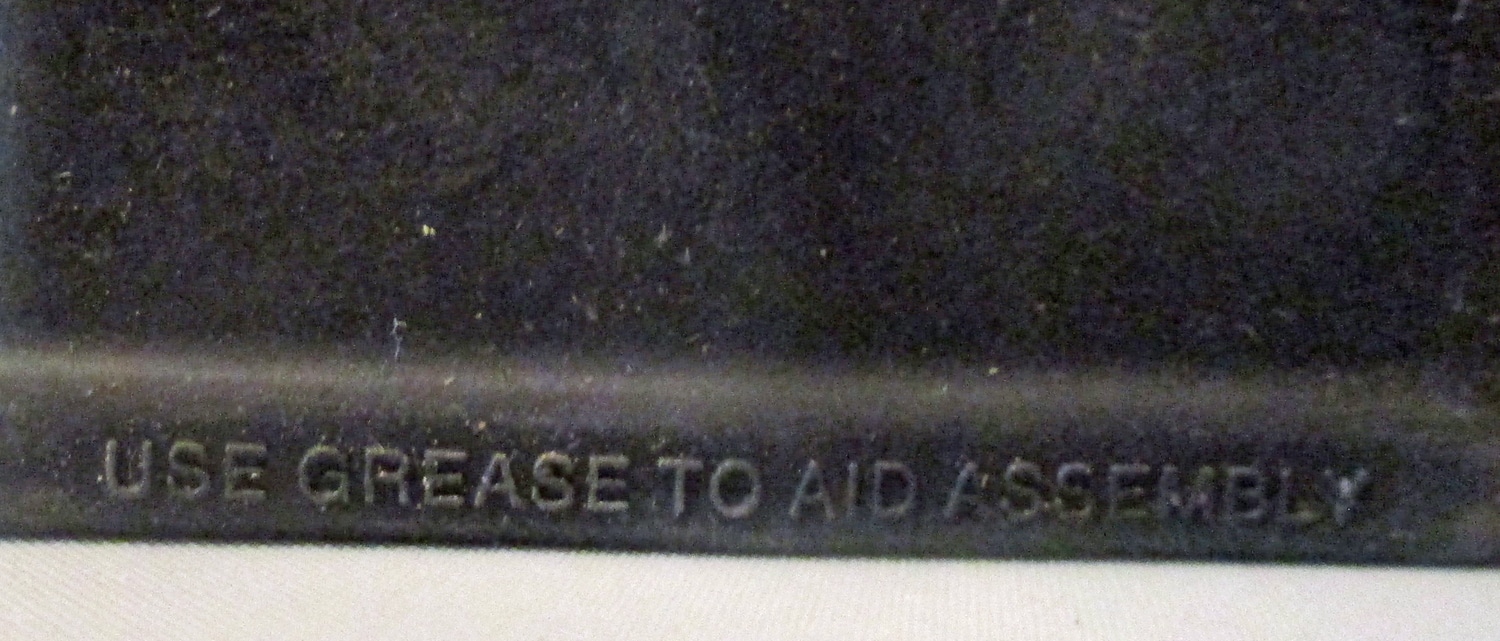 USE GREASE TO AID ASSEMBLY